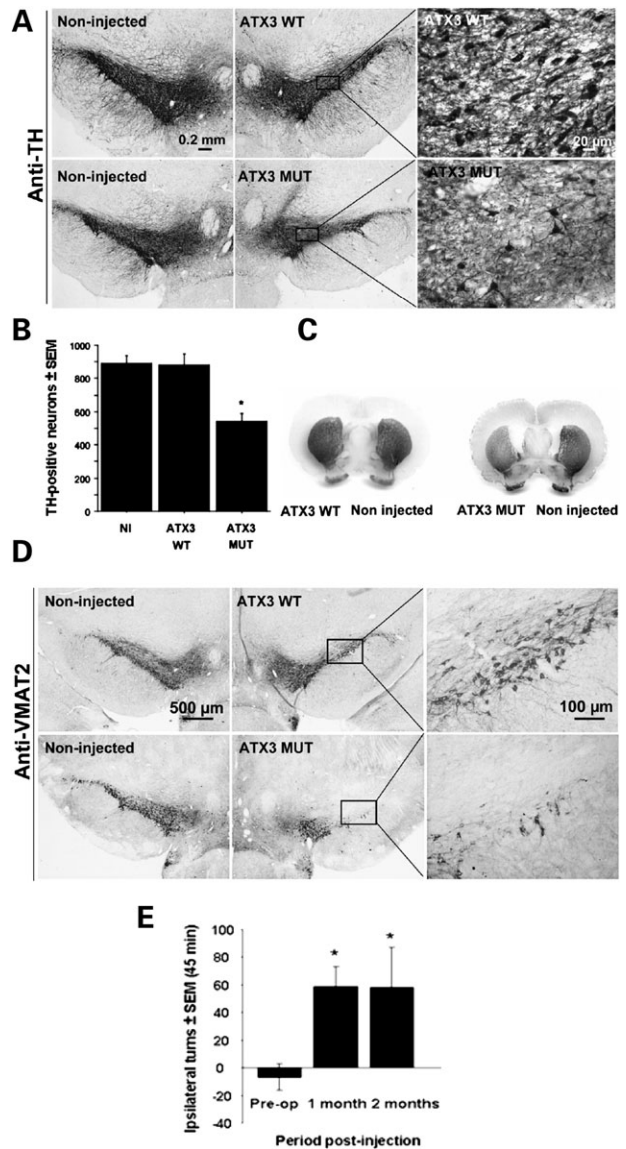 A
Non-injected
ATX3 WT
ATX3 WT
0.2 mm
20 µm
Anti-TH
Non-injected
ATX3 MUT
ATX3 MUT
B
TH-positive neurons ± SEM
1000
800
600
400
200
0
*
NI
ATX3 WT
ATX3 MUT
C
ATX3 WT Non injected
ATX3 MUT Non injected
D
Non-injected
ATX3 WT
500 µm
100 µm
Anti-VMAT2
Non-injected
ATX3 MUT
E
Ipsilateral turns ± SEM (45 min)
100
80
60
40
20
0
-20
-40
*
*
Pre-op 1 month 2 months
Period post-injection